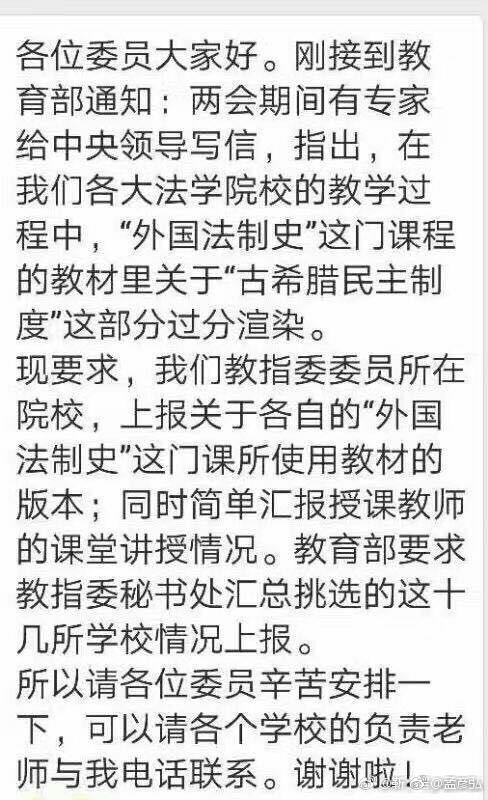 各位委员大家好。刚接到教
育部通知：两会期间有专家
给中央领导写信，指出，在
我们各大法学院校的教学过
程中，“外国法制史”这门课程
的教材里关于“古希腊民主制
度”这部分过分渲染。
现要求，我们教指委委员所在
院校，上报关于各自的“外国
法制史”这门课所使用教材的
版本；同时简单汇报授课教师
的课堂讲授情况。教育部要求
教指委秘书处汇总挑选的这十
几所学校情况上报。
所以请各位委员辛苦安排一
下，可以请各个学校的负责老
师与我电话联系。谢谢啦！
@孟彦弘